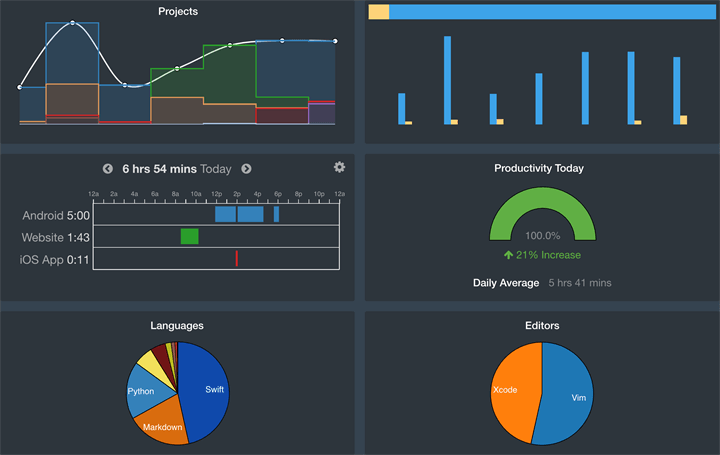 Projects
6 hrs 54 mins Today
12a 2a 4a 6a 8a 10a 12p 2p 4p 6p 8p 10p 12a
Android 5:00
Website 1:43
iOS App 0:11
Productivity Today
100.0%
21% Increase
Daily Average 5 hrs 41 mins
Languages
Swift
Python
Markdown
Editors
Xcode
Vim